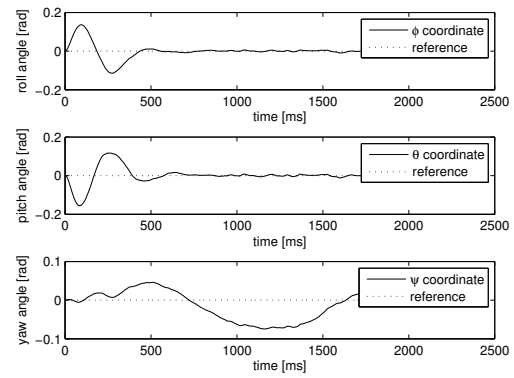 0.2
0
−0.2
roll angle [rad]
φ coordinate
reference
0 500 1000 1500 2000 2500
time [ms]
0.2
0
−0.2
pitch angle [rad]
θ coordinate
reference
0 500 1000 1500 2000 2500
time [ms]
0.1
0
−0.1
yaw angle [rad]
ψ coordinate
reference
0 500 1000 1500 2000 2500
time [ms]